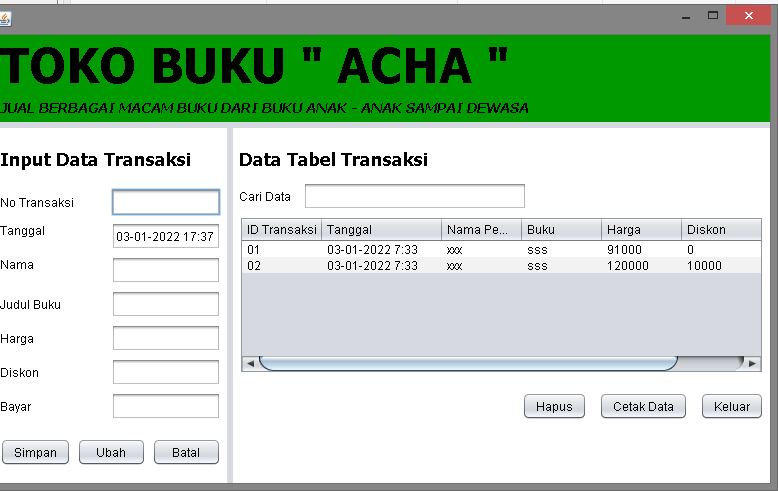 TOKO BUKU " ACHA "
JUAL BERBAGAI MACAM BUKU DARI BUKU ANAK - ANAK SAMPAI DEWASA
Input Data Transaksi
No Transaksi
Tanggal 03-01-2022 17:37
Nama
Judul Buku
Harga
Diskon
Bayar
Simpan Ubah Batal
Data Tabel Transaksi
Cari Data
ID Transaksi Tanggal Nama Pe... Buku Harga Diskon
01 03-01-2022 7:33 xxx sss 91000 0
02 03-01-2022 7:33 xxx sss 120000 10000
Hapus Cetak Data Keluar